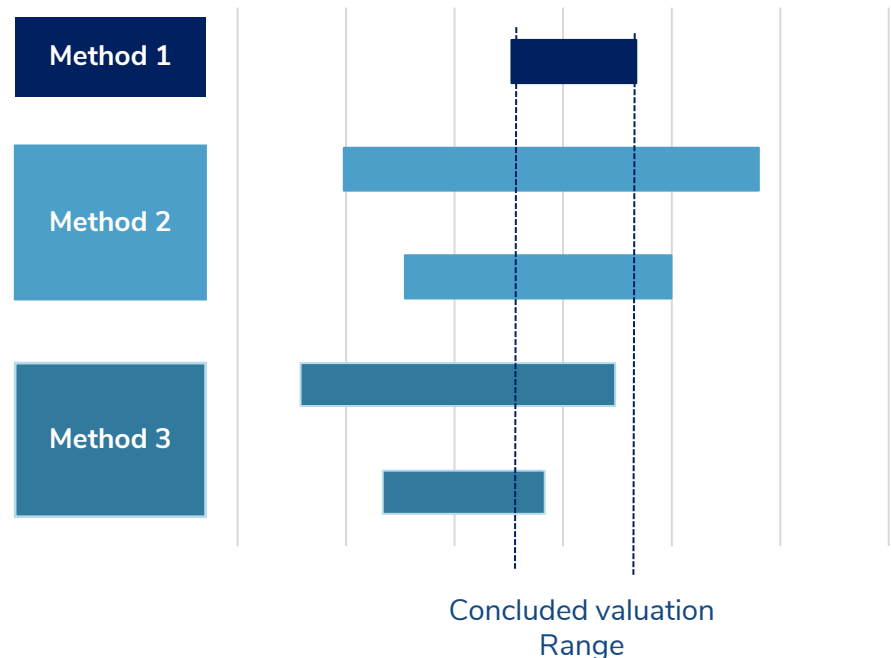 Method 1
Method 2
Method 3
Concluded valuation
Range